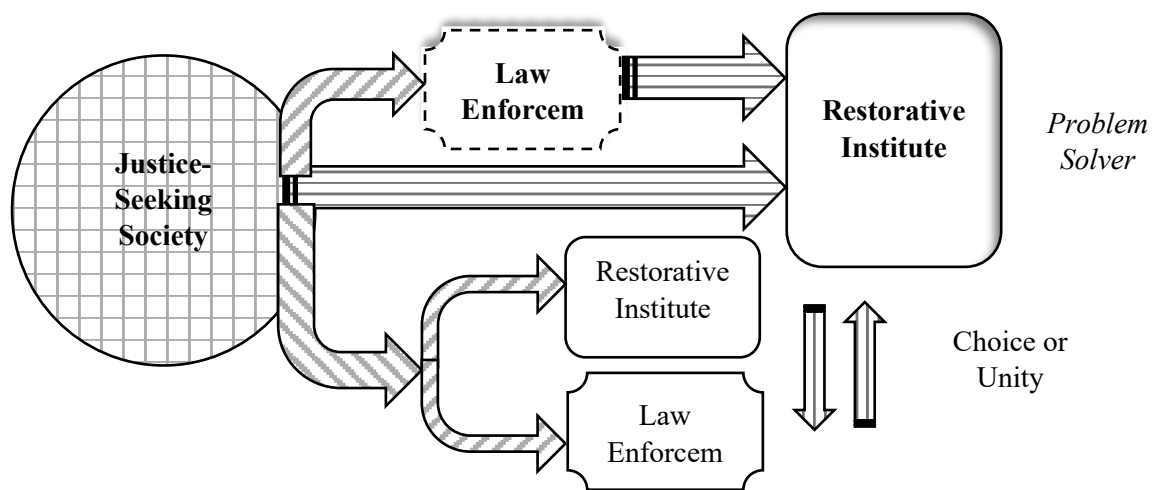 Justice-
Seeking
Society
Law
Enforcem
Restorative
Institute
Problem
Solver
Restorative
Institute
Choice or
Unity
Law
Enforcem